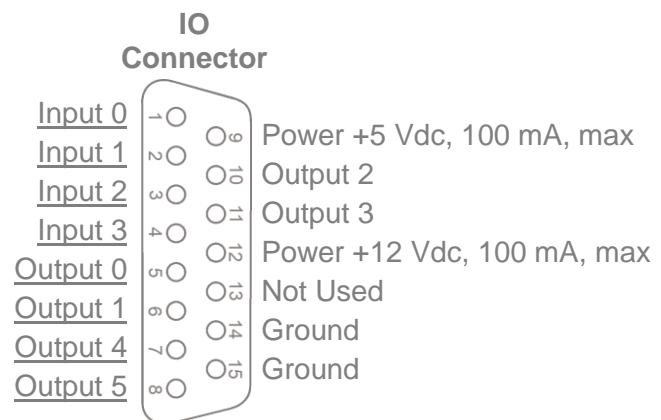 IO
Connector
Input 0
Input 1
Input 2
Input 3
Output 0
Output 1
Output 4
Output 5
1
2
3
4
5
6
7
8
9
10
11
12
13
14
15
Power +5 Vdc, 100 mA, max
Output 2
Output 3
Power +12 Vdc, 100 mA, max
Not Used
Ground
Ground